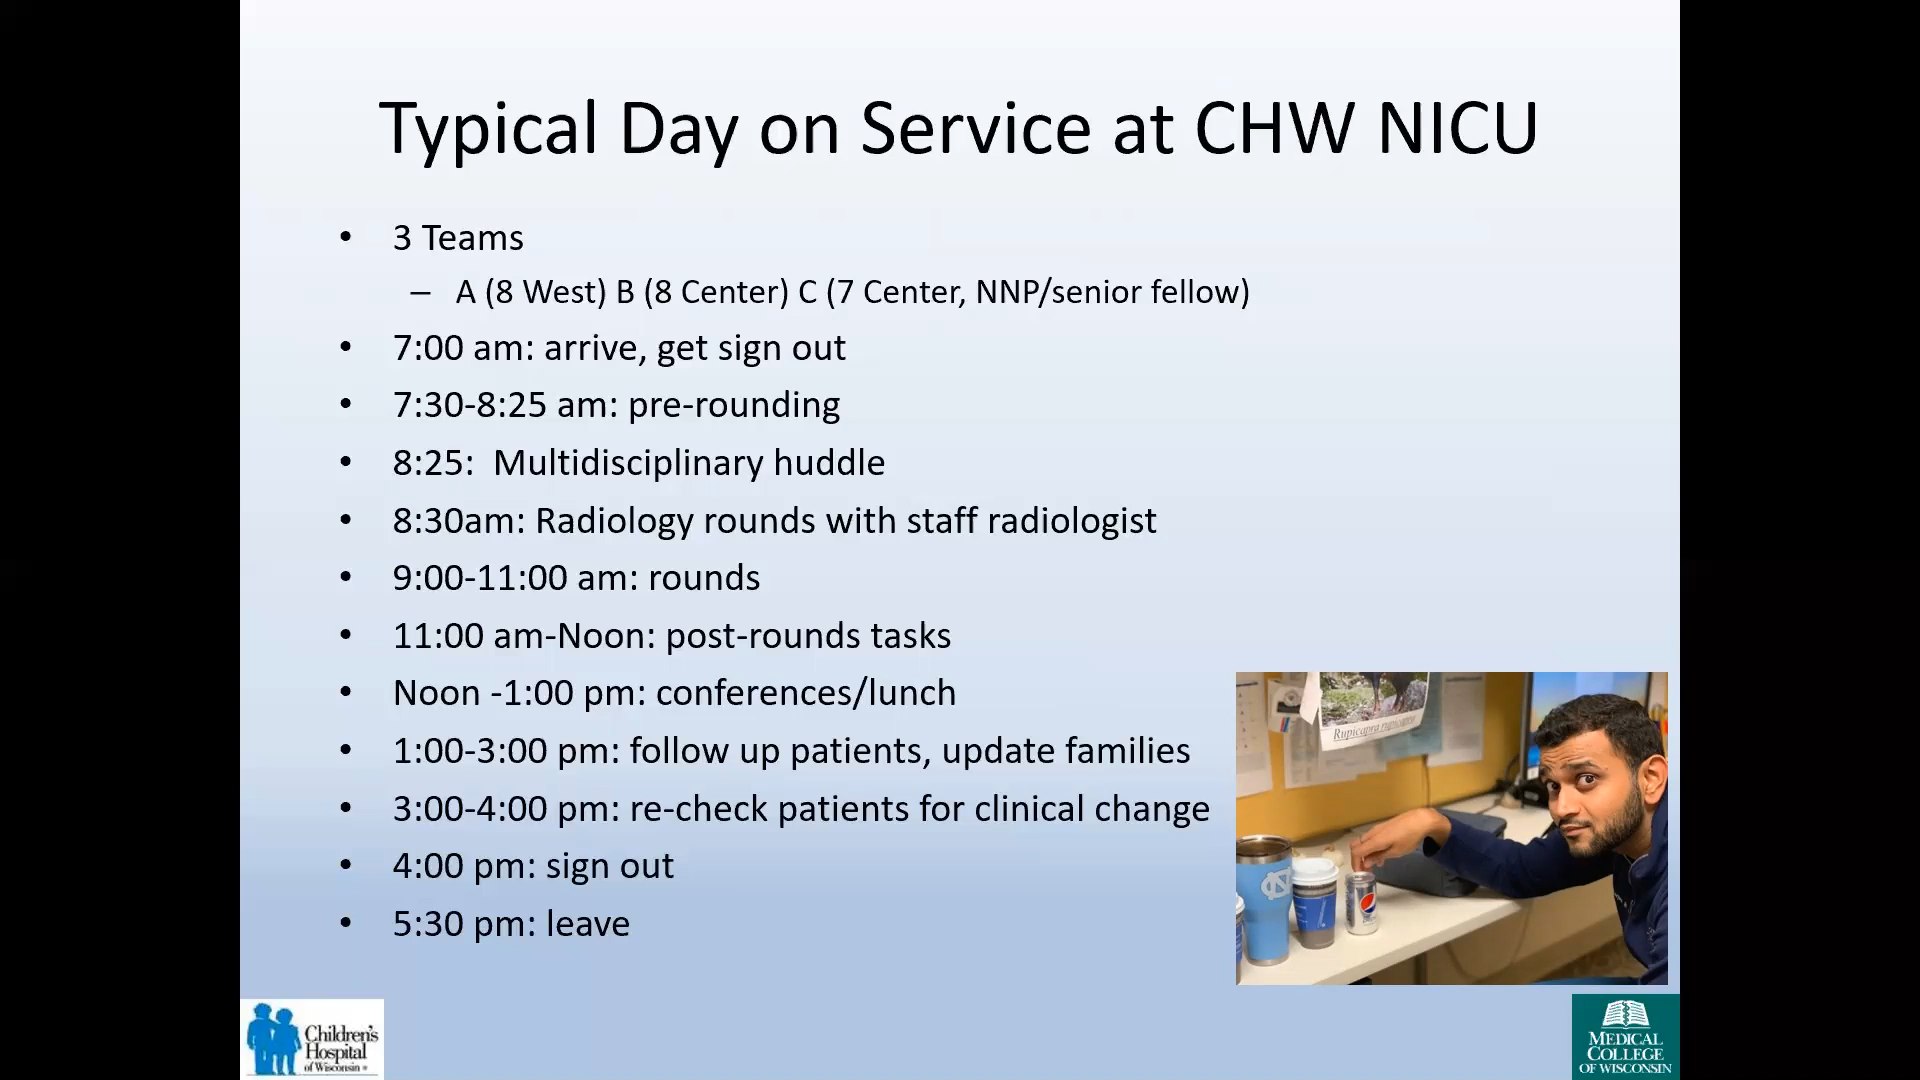 Typical Day on Service at CHW NICU
• 3 Teams
– A (8 West) B (8 Center) C (7 Center, NNP/senior fellow)
• 7:00 am: arrive, get sign out
• 7:30-8:25 am: pre-rounding
• 8:25:  Multidisciplinary huddle
• 8:30am: Radiology rounds with staff radiologist
• 9:00-11:00 am: rounds
• 11:00 am-Noon: post-rounds tasks
• Noon -1:00 pm: conferences/lunch
• 1:00-3:00 pm: follow up patients, update families
• 3:00-4:00 pm: re-check patients for clinical change
• 4:00 pm: sign out
• 5:30 pm: leave
Rupicapra rupicapra
Children's
Hospital
of Wisconsin
MEDICAL
COLLEGE
OF WISCONSIN